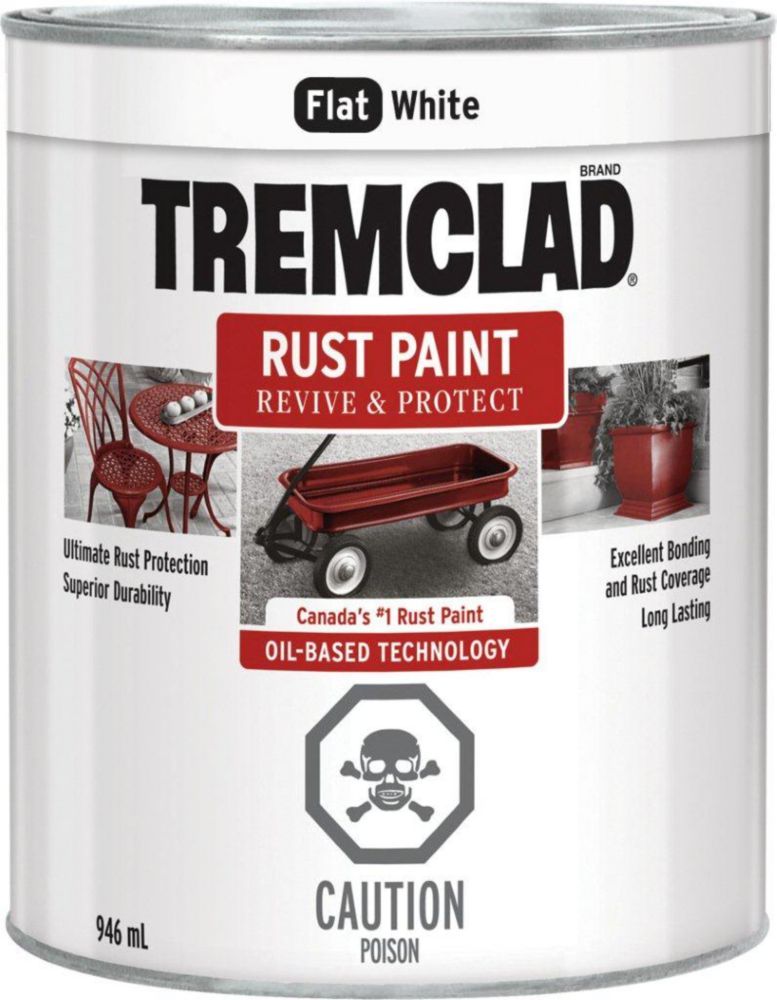 Flat White
BRAND
TREMCLAD®
RUST PAINT
REVIVE & PROTECT
Ultimate Rust Protection
Superior Durability
Excellent Bonding
and Rust Coverage
Long Lasting
Canada's #1 Rust Paint
OIL-BASED TECHNOLOGY
CAUTION
POISON
946 mL